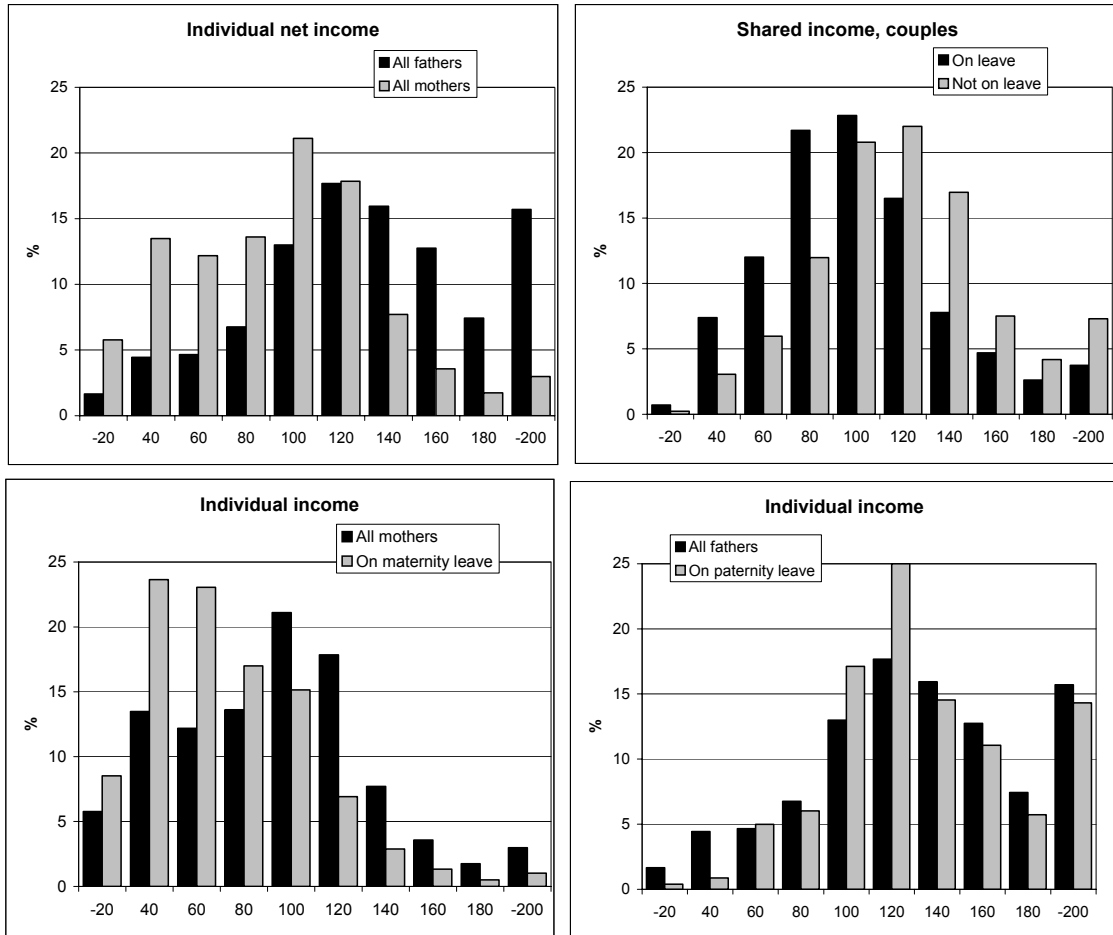 Individual net income
All fathers
All mothers
25
20
15
10
5
0
%
-20 40 60 80 100 120 140 160 180 -200
Shared income, couples
On leave
Not on leave
25
20
15
10
5
0
%
-20 40 60 80 100 120 140 160 180 -200
Individual income
All mothers
On maternity leave
25
20
15
10
5
0
%
-20 40 60 80 100 120 140 160 180 -200
Individual income
All fathers
On paternity leave
25
20
15
10
5
0
%
-20 40 60 80 100 120 140 160 180 -200